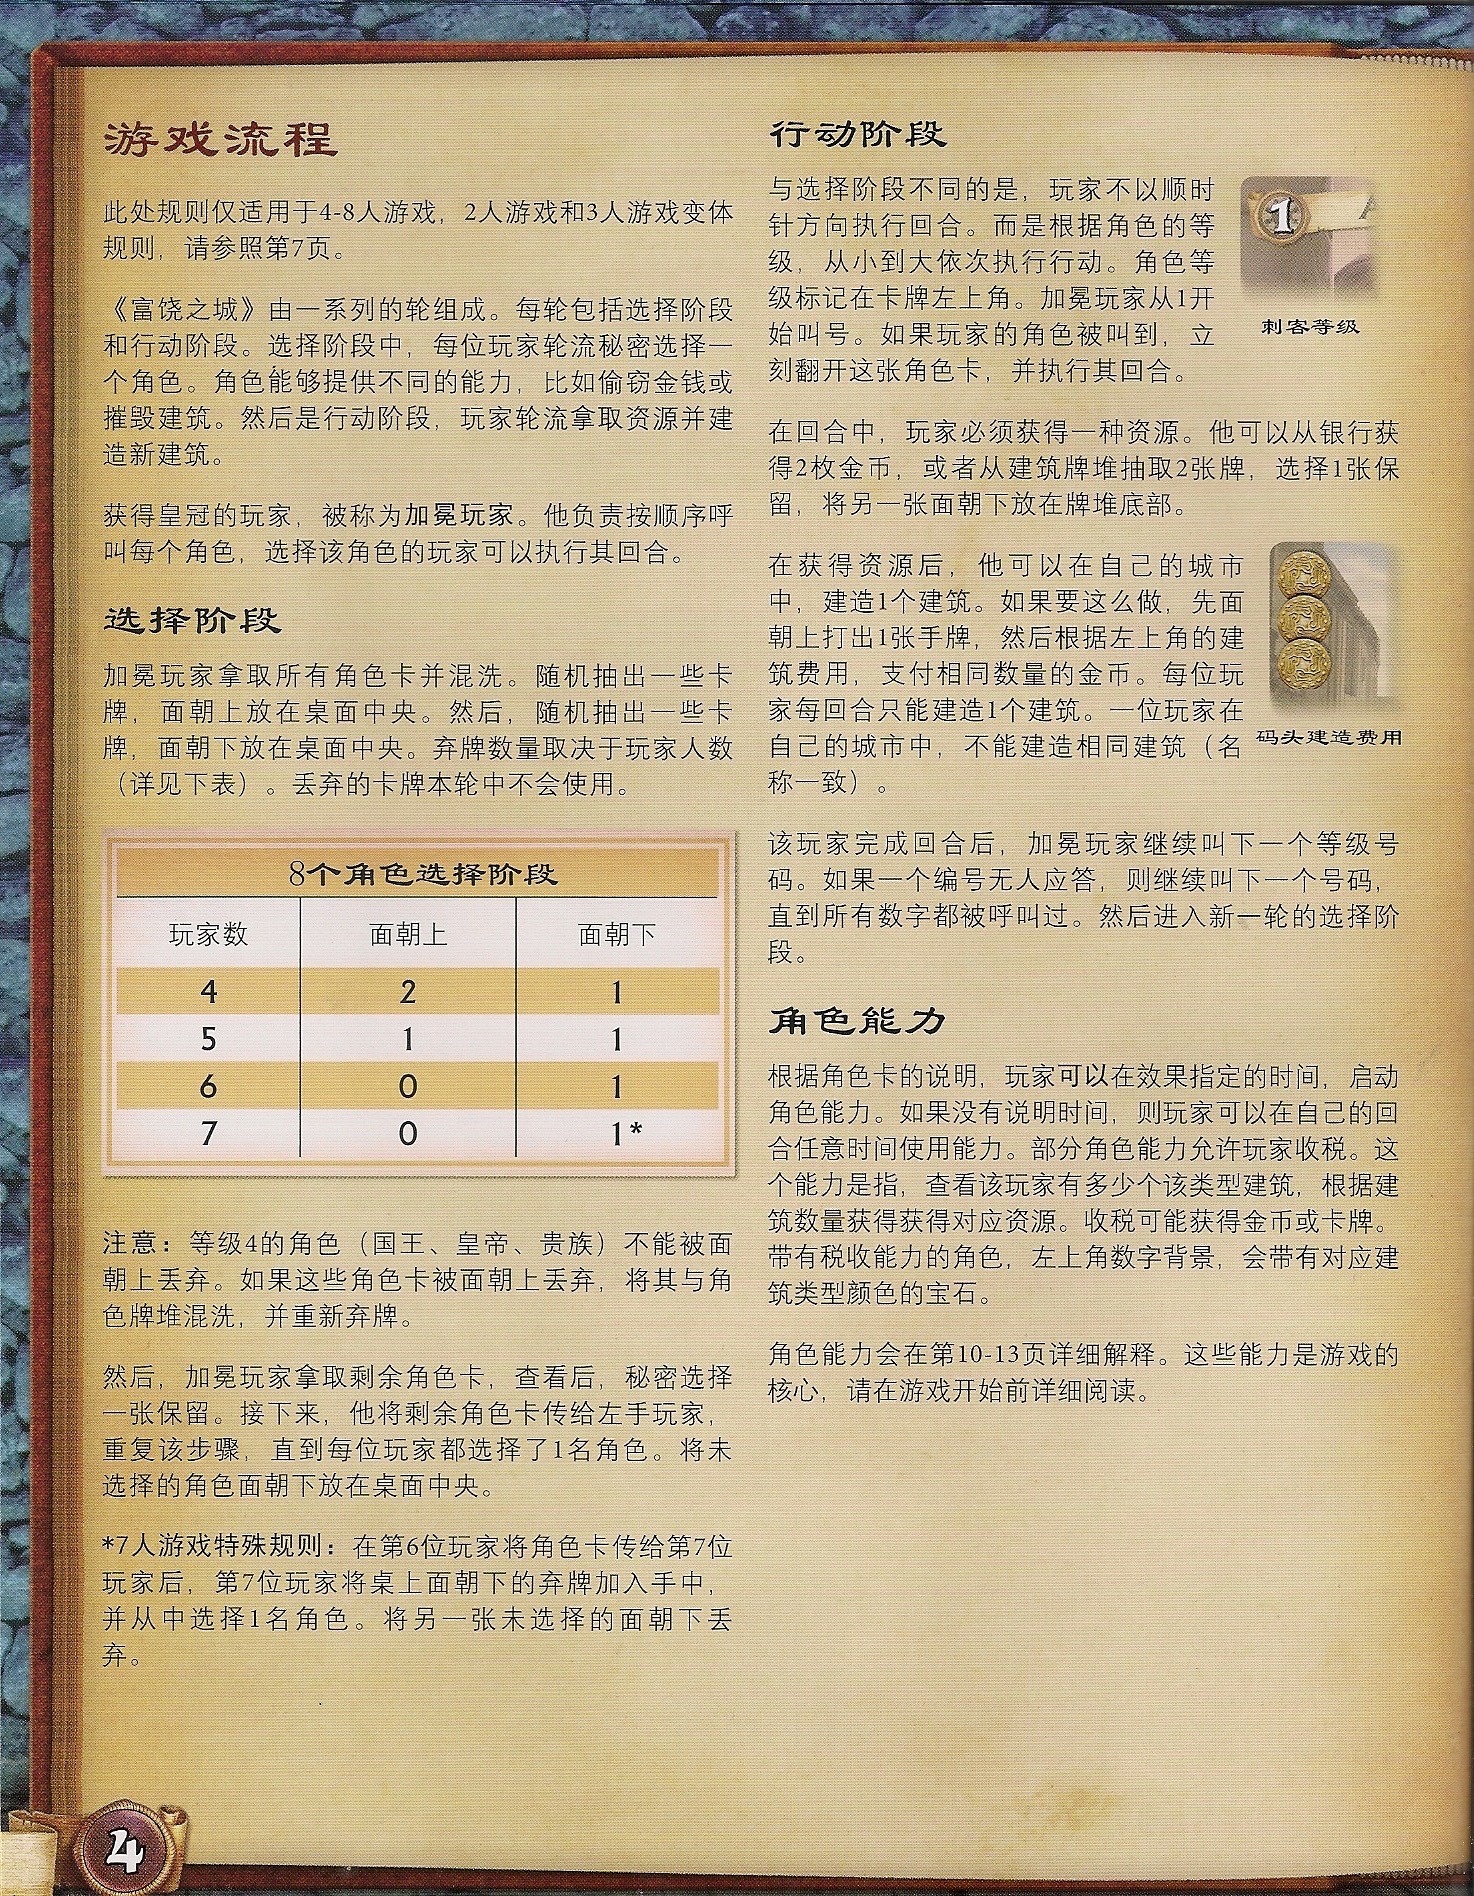 游戏流程
此处规则仅适用于4-8人游戏，2人游戏和3人游戏变体
规则，请参照第7页。
《富饶之城》由一系列的轮组成。每轮包括选择阶段
和行动阶段。选择阶段中，每位玩家轮流秘密选择一
个角色。角色能够提供不同的能力，比如偷窃金钱或
摧毁建筑。然后是行动阶段，玩家轮流拿取资源并建
造新建筑。
获得皇冠的玩家，被称为加冕玩家。他负责按顺序呼
叫每个角色，选择该角色的玩家可以执行其回合。
选择阶段
加冕玩家拿取所有角色卡并混洗。随机抽出一些卡
牌，面朝上放在桌面中央。然后，随机抽出一些卡
牌，面朝下放在桌面中央。弃牌数量取决于玩家人数
（详见下表）。丢弃的卡牌本轮中不会使用。
8个角色选择阶段
玩家数 面朝上 面朝下
4 2 1
5 1 1
6 0 1
7 0 1*
注意：等级4的角色（国王、皇帝、贵族）不能被面
朝上丢弃。如果这些角色卡被面朝上丢弃，将其与角
色牌堆混洗，并重新弃牌。
然后，加冕玩家拿取剩余角色卡，查看后，秘密选择
一张保留。接下来，他将剩余角色卡传给左手玩家，
重复该步骤，直到每位玩家都选择了1名角色。将未
选择的角色面朝下放在桌面中央。
*7人游戏特殊规则：在第6位玩家将角色卡传给第7位
玩家后，第7位玩家将桌上面朝下的弃牌加入手中，
并从中选择1名角色。将另一张未选择的面朝下丢
弃。
4
行动阶段
与选择阶段不同的是，玩家不以顺时
针方向执行回合。而是根据角色的等
级，从小到大依次执行行动。角色等
级标记在卡牌左上角。加冕玩家从1开
始叫号。如果玩家的角色被叫到，立
刻翻开这张角色卡，并执行其回合。
1
刺客等级
在回合中，玩家必须获得一种资源。他可以从银行获
得2枚金币，或者从建筑牌堆抽取2张牌，选择1张保
留，将另一张面朝下放在牌堆底部。
在获得资源后，他可以在自己的城市
中，建造1个建筑。如果要这么做，先面
朝上打出1张手牌，然后根据左上角的建
筑费用，支付相同数量的金币。每位玩
家每回合只能建造1个建筑。一位玩家在
自己的城市中，不能建造相同建筑（名
称一致）。
码头建造费用
该玩家完成回合后，加冕玩家继续叫下一个等级号
码。如果一个编号无人应答，则继续叫下一个号码，
直到所有数字都被呼叫过。然后进入新一轮的选择阶
段。
角色能力
根据角色卡的说明，玩家可以在效果指定的时间，启动
角色能力。如果没有说明时间，则玩家可以在自己的回
合任意时间使用能力。部分角色能力允许玩家收税。这
个能力是指，查看该玩家有多少个该类型建筑，根据建
筑数量获得获得对应资源。收税可能获得金币或卡牌。
带有税收能力的角色，左上角数字背景，会带有对应建
筑类型颜色的宝石。
角色能力会在第10-13页详细解释。这些能力是游戏的
核心，请在游戏开始前详细阅读。